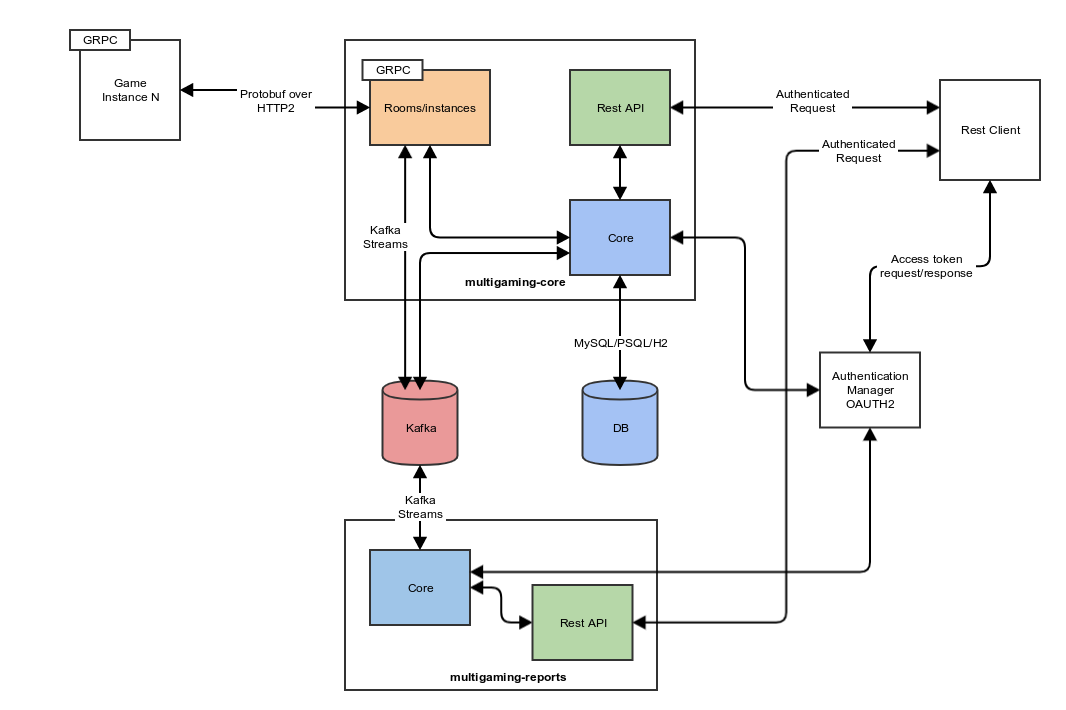 GRPC
Game
Instance N
Protobuf over
HTTP2
GRPC
Rooms/instances
Rest API
Authenticated
Request
Rest Client
Authenticated
Request
Kafka
Streams
Core
multigaming-core
Access token
request/response
MySQL/PSQL/H2
Authentication
Manager
OAUTH2
Kafka
DB
Kafka
Streams
Core
Rest API
multigaming-reports